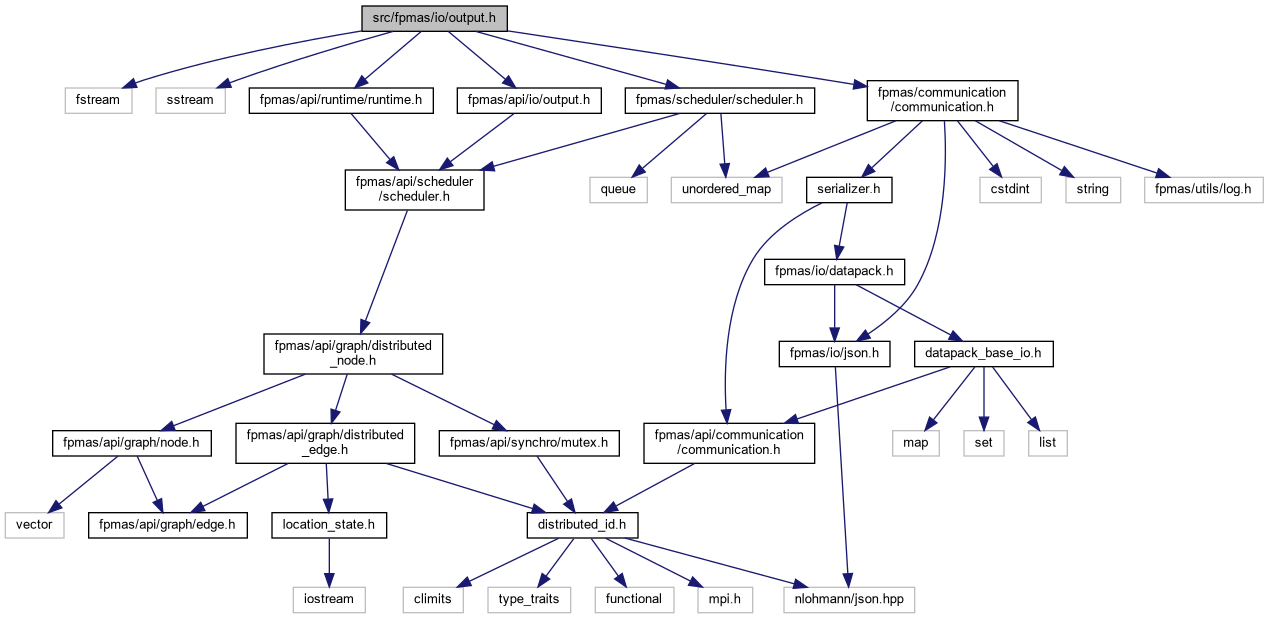 src/fpmas/io/output.h
fstream
sstream
fpmas/api/runtime/runtime.h
fpmas/api/io/output.h
fpmas/scheduler/scheduler.h
fpmas/communication
/communication.h
fpmas/api/scheduler
/scheduler.h
queue
unordered_map
serializer.h
cstdint
string
fpmas/utils/log.h
fpmas/io/datapack.h
fpmas/api/graph/distributed
_node.h
fpmas/io/json.h
datapack_base_io.h
fpmas/api/graph/node.h
fpmas/api/graph/distributed
_edge.h
fpmas/api/synchro/mutex.h
fpmas/api/communication
/communication.h
map
set
list
vector
fpmas/api/graph/edge.h
location_state.h
distributed_id.h
iostream
climits
type_traits
functional
mpi.h
nlohmann/json.hpp